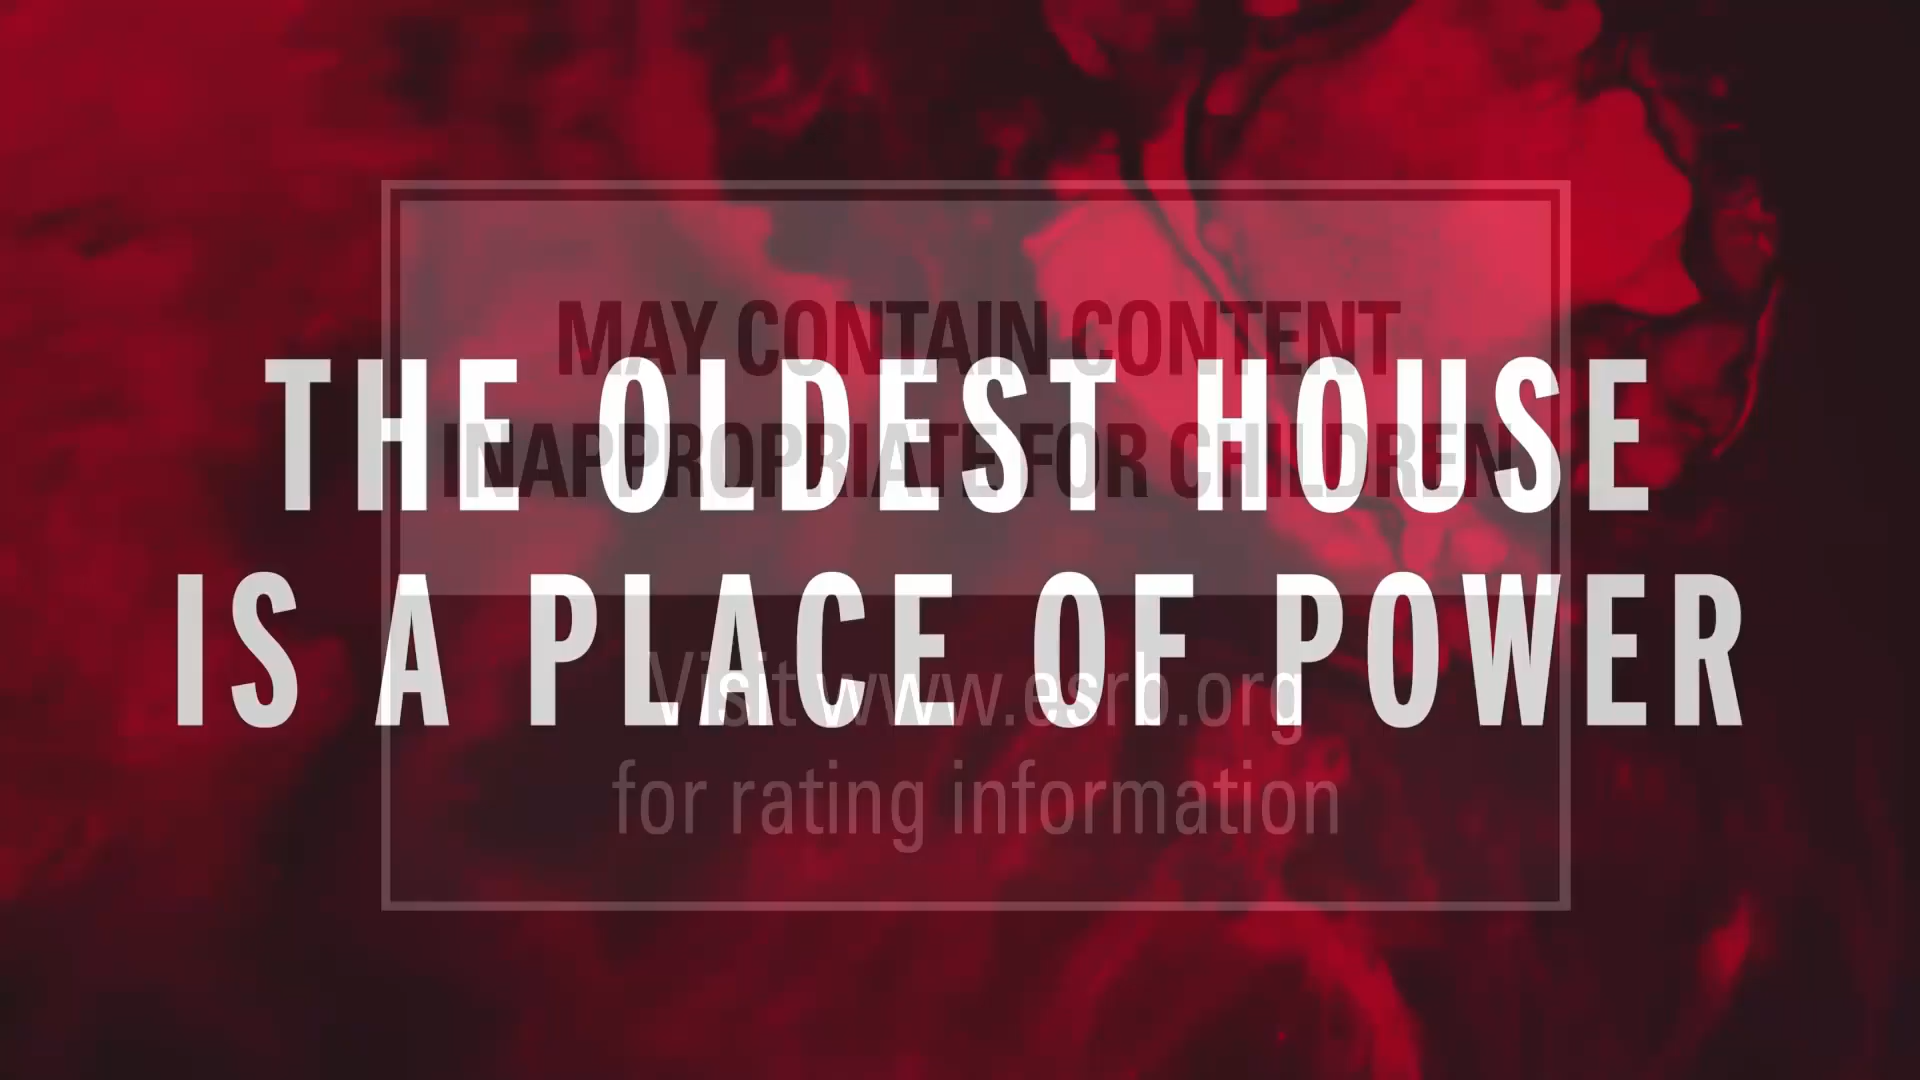 MAY CONTAIN CONTENT
THE OLDEST HOUSE
INAPPROPRIATE FOR CHILDREN
IS A PLACE OF POWER
Visit www.esrb.org
for rating information